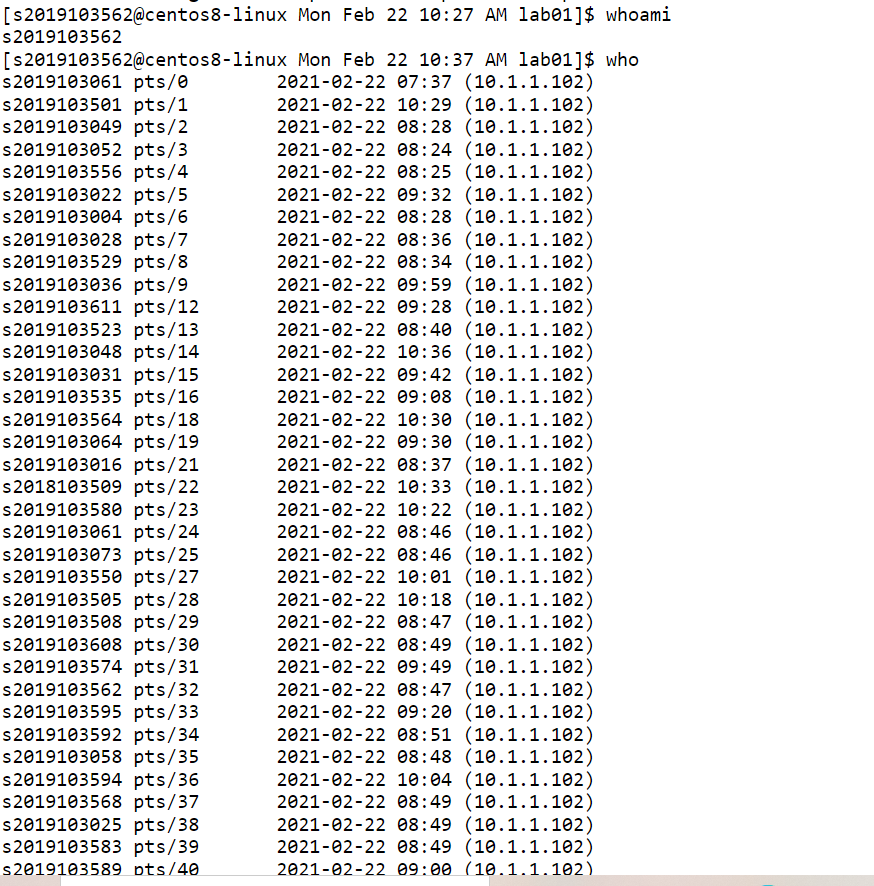 [s2019103562@centos8-linux Mon Feb 22 10:27 AM lab01]$ whoami
s2019103562
[s2019103562@centos8-linux Mon Feb 22 10:37 AM lab01]$ who
s2019103061 pts/0        2021-02-22 07:37 (10.1.1.102)
s2019103501 pts/1        2021-02-22 10:29 (10.1.1.102)
s2019103049 pts/2        2021-02-22 08:28 (10.1.1.102)
s2019103052 pts/3        2021-02-22 08:24 (10.1.1.102)
s2019103556 pts/4        2021-02-22 08:25 (10.1.1.102)
s2019103022 pts/5        2021-02-22 09:32 (10.1.1.102)
s2019103004 pts/6        2021-02-22 08:28 (10.1.1.102)
s2019103028 pts/7        2021-02-22 08:36 (10.1.1.102)
s2019103529 pts/8        2021-02-22 08:34 (10.1.1.102)
s2019103036 pts/9        2021-02-22 09:59 (10.1.1.102)
s2019103611 pts/12       2021-02-22 09:28 (10.1.1.102)
s2019103523 pts/13       2021-02-22 08:40 (10.1.1.102)
s2019103048 pts/14       2021-02-22 10:36 (10.1.1.102)
s2019103031 pts/15       2021-02-22 09:42 (10.1.1.102)
s2019103535 pts/16       2021-02-22 09:08 (10.1.1.102)
s2019103564 pts/18       2021-02-22 10:30 (10.1.1.102)
s2019103064 pts/19       2021-02-22 09:30 (10.1.1.102)
s2019103016 pts/21       2021-02-22 08:37 (10.1.1.102)
s2018103509 pts/22       2021-02-22 10:33 (10.1.1.102)
s2019103580 pts/23       2021-02-22 10:22 (10.1.1.102)
s2019103061 pts/24       2021-02-22 08:46 (10.1.1.102)
s2019103073 pts/25       2021-02-22 08:46 (10.1.1.102)
s2019103550 pts/27       2021-02-22 10:01 (10.1.1.102)
s2019103505 pts/28       2021-02-22 10:18 (10.1.1.102)
s2019103508 pts/29       2021-02-22 08:47 (10.1.1.102)
s2019103608 pts/30       2021-02-22 08:49 (10.1.1.102)
s2019103574 pts/31       2021-02-22 09:49 (10.1.1.102)
s2019103562 pts/32       2021-02-22 08:47 (10.1.1.102)
s2019103595 pts/33       2021-02-22 09:20 (10.1.1.102)
s2019103592 pts/34       2021-02-22 08:51 (10.1.1.102)
s2019103058 pts/35       2021-02-22 08:48 (10.1.1.102)
s2019103594 pts/36       2021-02-22 10:04 (10.1.1.102)
s2019103568 pts/37       2021-02-22 08:49 (10.1.1.102)
s2019103025 pts/38       2021-02-22 08:49 (10.1.1.102)
s2019103583 pts/39       2021-02-22 08:49 (10.1.1.102)
s2019103589 pts/40       2021-02-22 09:00 (10.1.1.102)